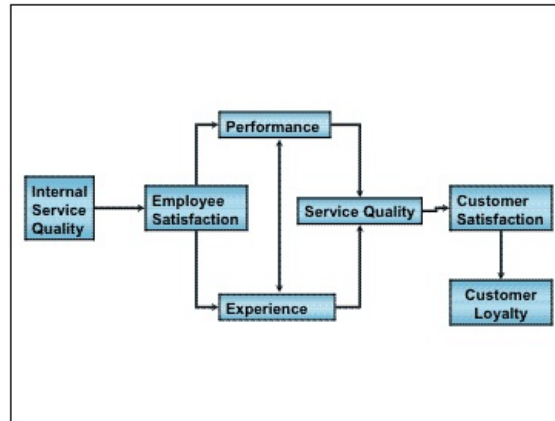 Performance
Internal
Service
Quality
Employee
Satisfaction
Service Quality
Customer
Satisfaction
Experience
Customer
Loyalty